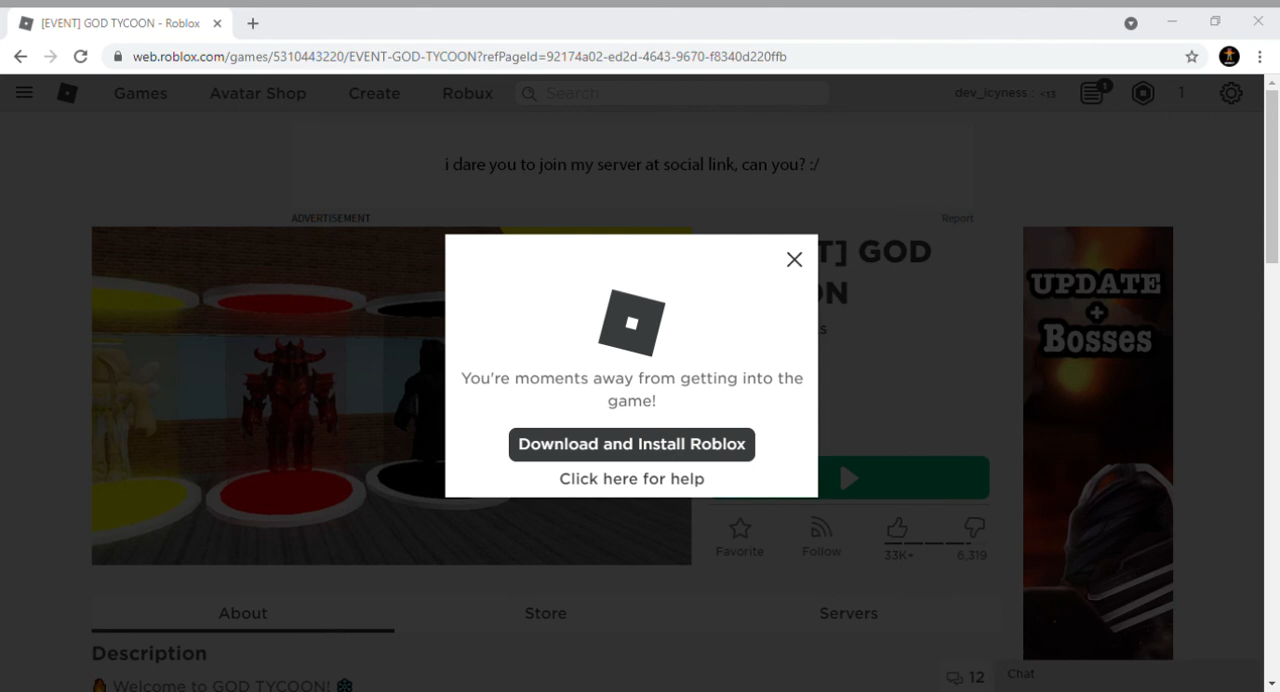 [EVENT] GOD TYCOON - Roblox
web.roblox.com/games/5310443220/EVENT-GOD-TYCOON?refPageId=92174a02-ed2d-4643-9670-f8340d220ffb
Games Avatar Shop Create Robux Search dev_icyness : <13 1 1
i dare you to join my server at social link, can you? :/
ADVERTISEMENT Report
T] GOD
N
s
You're moments away from getting into the
game!
Download and Install Roblox
Click here for help
UPDATE
+
Bosses
Favorite Follow 33K+ 6,319
About Store Servers
Description
Welcome to GOD TYCOON!
12 Chat